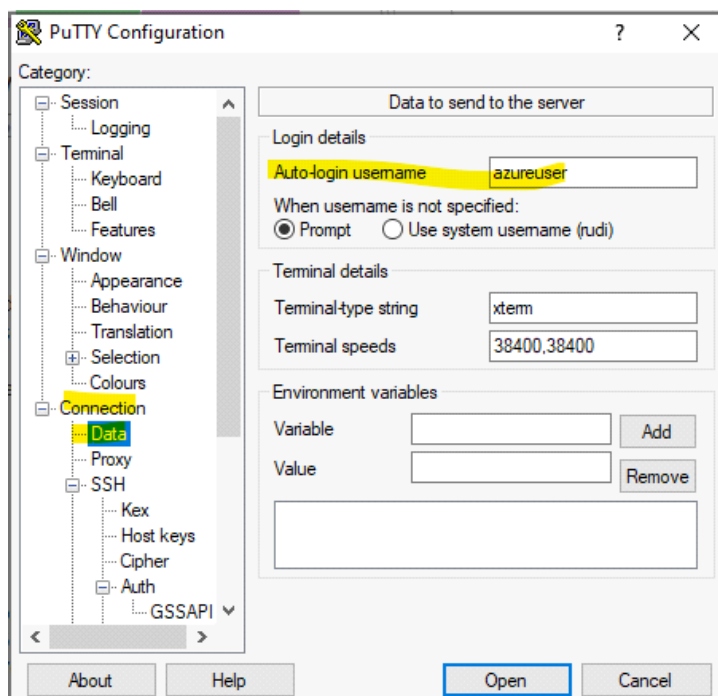 PuTTY Configuration
?
Category:
Session
Logging
Terminal
Keyboard
Bell
Features
Window
Appearance
Behaviour
Translation
Selection
Colours
Connection
Data
Proxy
SSH
Kex
Host keys
Cipher
Auth
GSSAPI
Data to send to the server
Login details
Auto-login username azureuser
When username is not specified:
Prompt Use system username (rudi)
Terminal details
Terminal-type string xterm
Terminal speeds 38400,38400
Environment variables
Variable Add
Value Remove
About Help Open Cancel